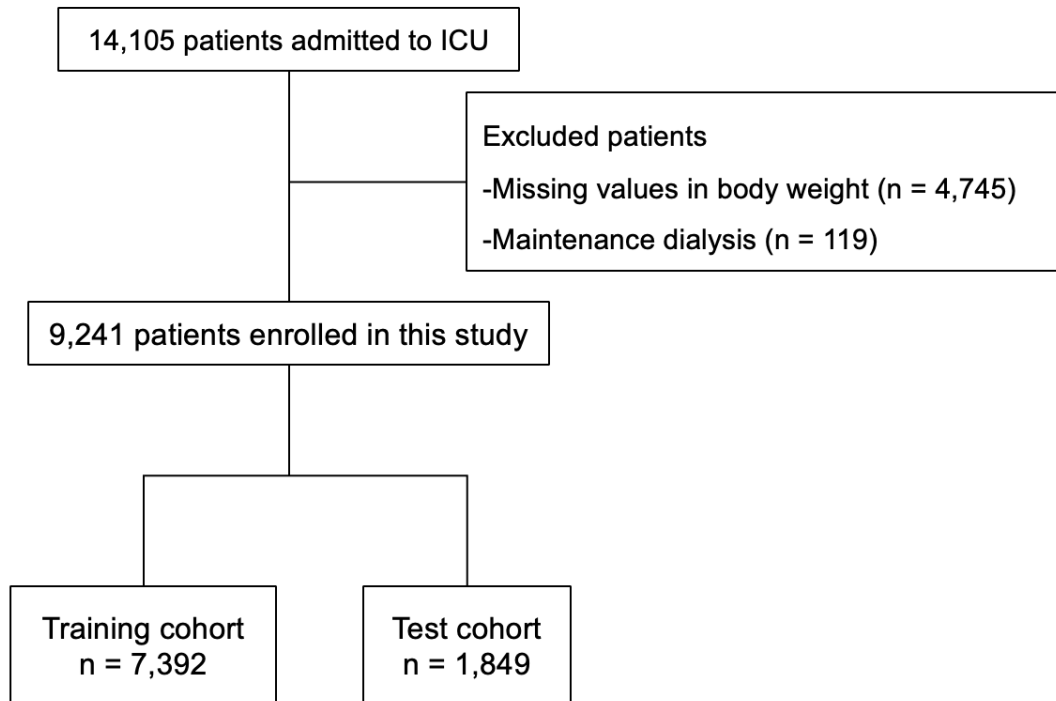 14,105 patients admitted to ICU
Excluded patients
-Missing values in body weight (n = 4,745)
-Maintenance dialysis (n = 119)
9,241 patients enrolled in this study
Training cohort
n = 7,392
Test cohort
n = 1,849